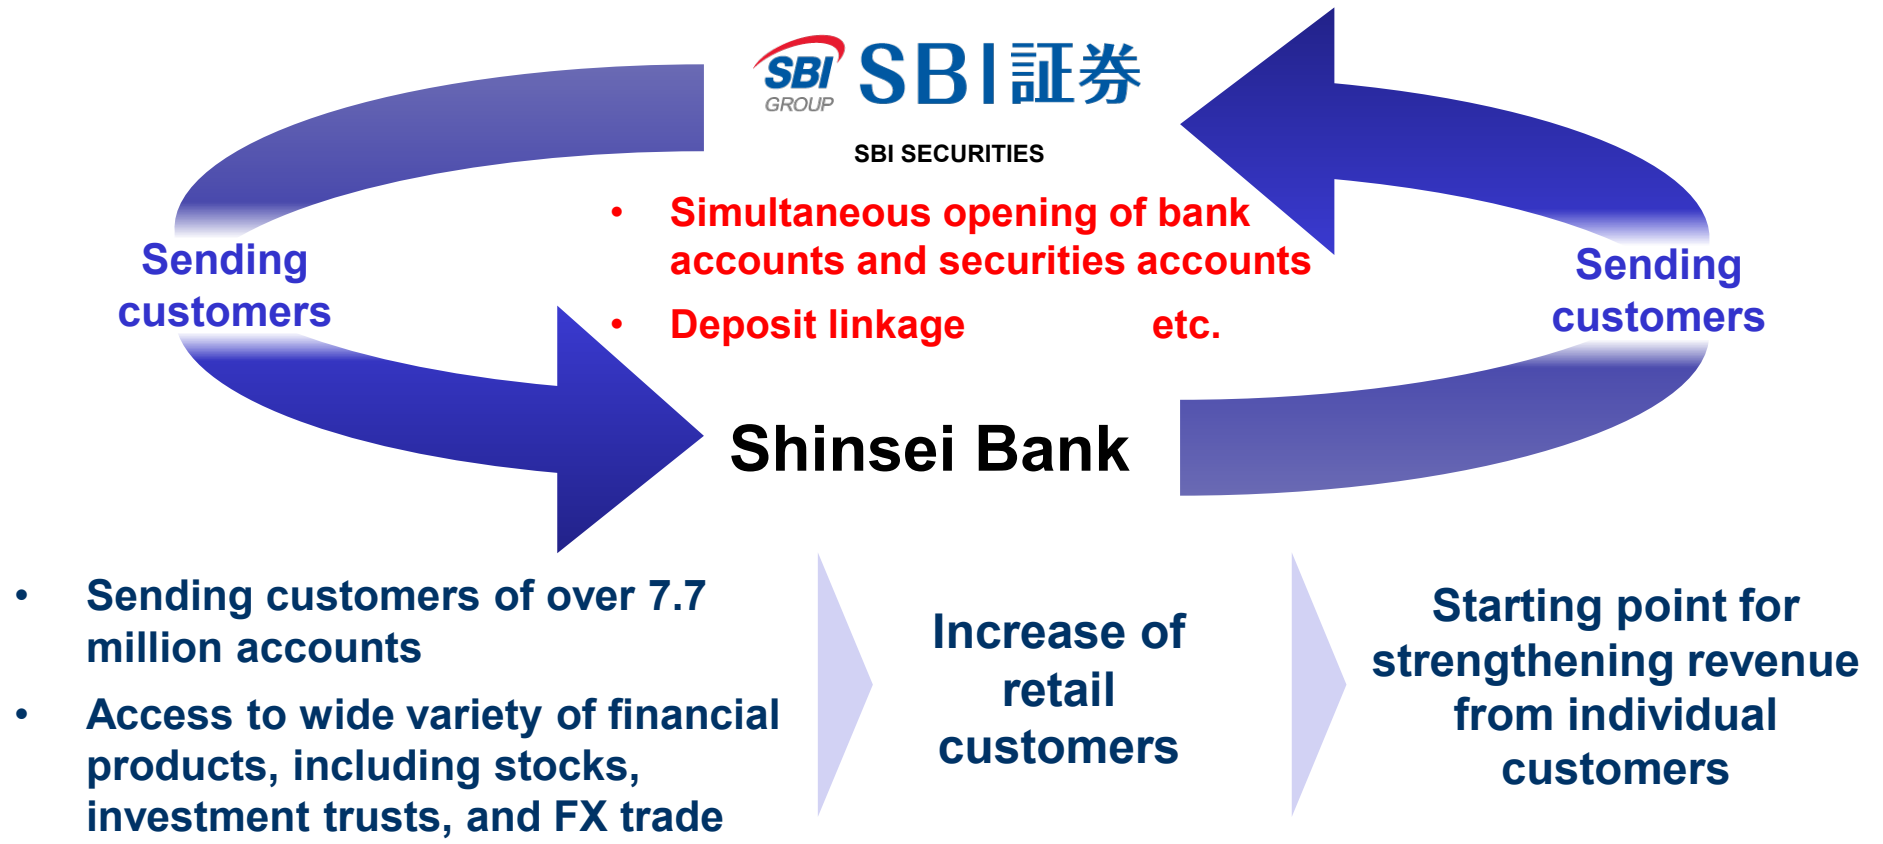 SBI
GROUP
SBI証券
SBI SECURITIES
• Simultaneous opening of bank
accounts and securities accounts
• Deposit linkage etc.
Sending
customers
Sending
customers
Shinsei Bank
• Sending customers of over 7.7
million accounts
• Access to wide variety of financial
products, including stocks,
investment trusts, and FX trade
Increase of
retail
customers
Starting point for
strengthening revenue
from individual
customers